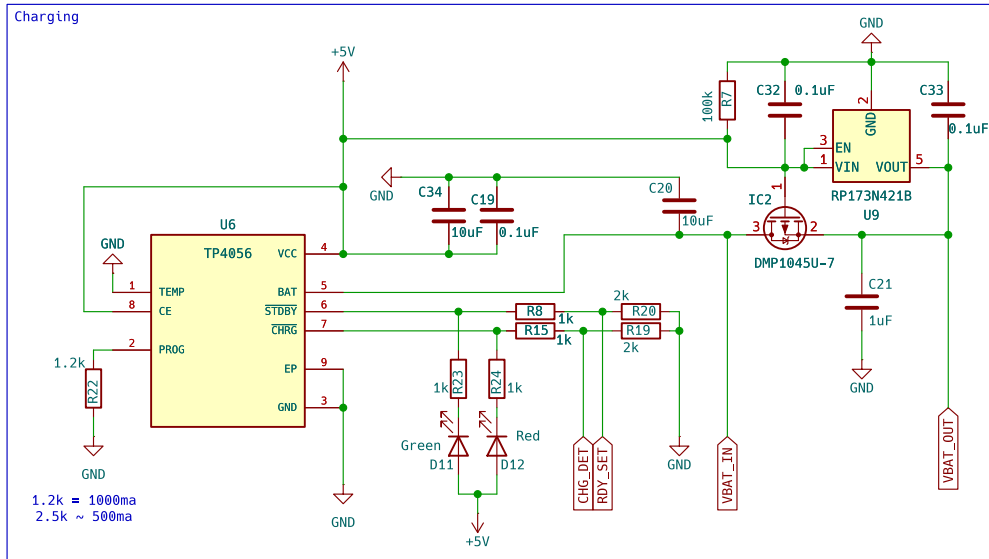 Charging
+5V
GND
C32
0.1uF
C33
0.1uF
R7
100k
2
GND
3
EN
1
VIN
VOUT
5
RP173N421B
U9
GND
C34
10uF
C19
0.1uF
C20
10uF
IC2
1
3
2
DMP1045U-7
C21
1uF
GND
U6
TP4056
GND
1
TEMP
8
CE
2
PROG
VCC
4
BAT
5
STDBY
6
CHRG
7
EP
9
GND
3
1.2k
R22
GND
R8
1k
R15
1k
2k
R20
R19
2k
1k
R23
R24
1k
Green
D11
Red
D12
+5V
GND
GND
CHG_DET
RDY_SET
VBAT_IN
VBAT_OUT
1.2k = 1000ma
2.5k ~ 500ma